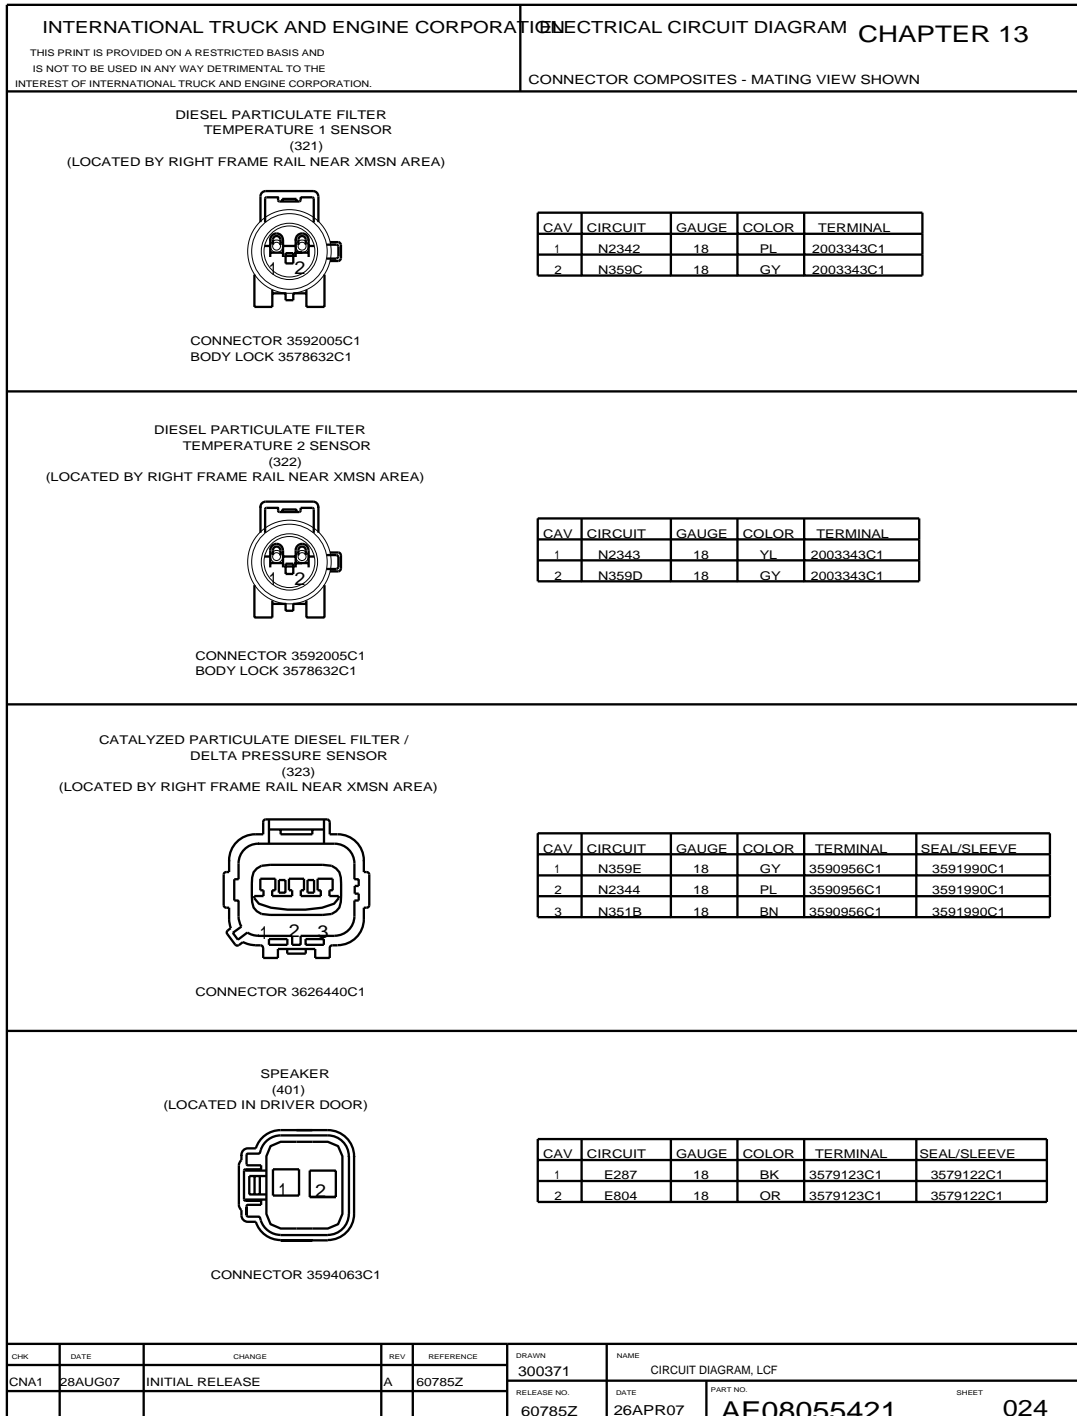 INTERNATIONAL TRUCK AND ENGINE CORPORATION
THIS PRINT IS PROVIDED ON A RESTRICTED BASIS AND
IS NOT TO BE USED IN ANY WAY DETRIMENTAL TO THE
INTEREST OF INTERNATIONAL TRUCK AND ENGINE CORPORATION.
ELECTRICAL CIRCUIT DIAGRAM CHAPTER 13
CONNECTOR COMPOSITES - MATING VIEW SHOWN
DIESEL PARTICULATE FILTER
TEMPERATURE 1 SENSOR
(321)
(LOCATED BY RIGHT FRAME RAIL NEAR XMSN AREA)
1 2
CONNECTOR 3592005C1
BODY LOCK 3578632C1
CAV CIRCUIT GAUGE COLOR TERMINAL
1 N2342 18 PL 2003343C1
2 N359C 18 GY 2003343C1
DIESEL PARTICULATE FILTER
TEMPERATURE 2 SENSOR
(322)
(LOCATED BY RIGHT FRAME RAIL NEAR XMSN AREA)
1 2
CONNECTOR 3592005C1
BODY LOCK 3578632C1
CAV CIRCUIT GAUGE COLOR TERMINAL
1 N2343 18 YL 2003343C1
2 N359D 18 GY 2003343C1
CATALYZED PARTICULATE DIESEL FILTER /
DELTA PRESSURE SENSOR
(323)
(LOCATED BY RIGHT FRAME RAIL NEAR XMSN AREA)
1 2 3
CONNECTOR 3626440C1
CAV CIRCUIT GAUGE COLOR TERMINAL SEAL/SLEEVE
1 N359E 18 GY 3590956C1 3591990C1
2 N2344 18 PL 3590956C1 3591990C1
3 N351B 18 BN 3590956C1 3591990C1
SPEAKER
(401)
(LOCATED IN DRIVER DOOR)
1 2
CONNECTOR 3594063C1
CAV CIRCUIT GAUGE COLOR TERMINAL SEAL/SLEEVE
1 E287 18 BK 3579123C1 3579122C1
2 E804 18 OR 3579123C1 3579122C1
CHK DATE CHANGE REV REFERENCE
CNA1 28AUG07 INITIAL RELEASE A 60785Z
DRAWN
300371
NAME
CIRCUIT DIAGRAM, LCF
RELEASE NO.
60785Z
DATE
26APR07
PART NO.
AE08055421
SHEET
024